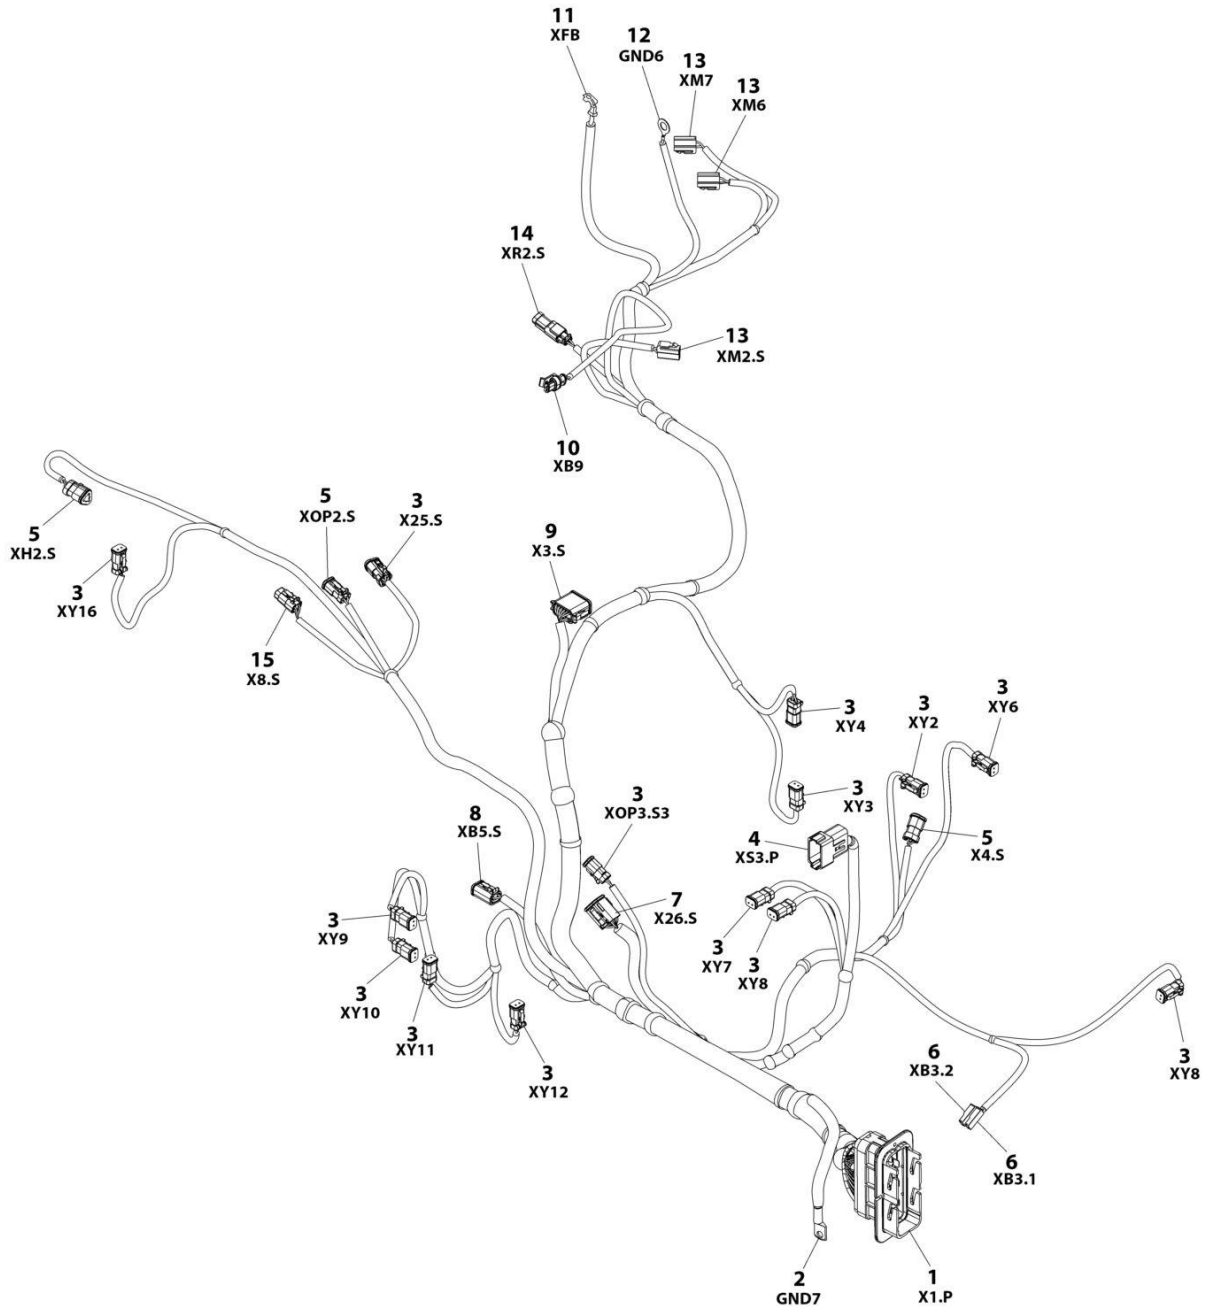 11
XFB
12
GND6
13
XM7
13
XM6
14
XR2.S
13
XM2.S
10
XB9
5
XH2.S
3
XY16
5
XOP2.S
3
X25.S
9
X3.S
15
X8.S
3
XY4
3
XY2
3
XY6
3
XY3
3
XOP3.S3
8
XB5.S
4
XS3.P
5
X4.S
7
X26.S
3
XY9
3
XY7
3
XY8
3
XY10
3
XY11
3
XY12
6
XB3.2
3
XY8
6
XB3.1
2
GND7
1
X1.P